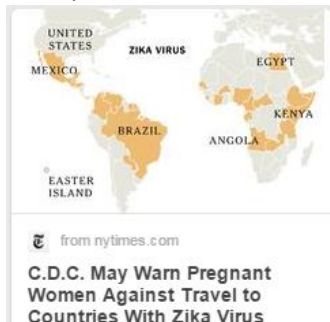 UNITED
STATES
ZIKA VIRUS
MEXICO
EGYPT
BRAZIL
KENYA
ANGOLA
EASTER
ISLAND
T from nytimes.com
C.D.C. May Warn Pregnant
Women Against Travel to
Countries With Zika Virus